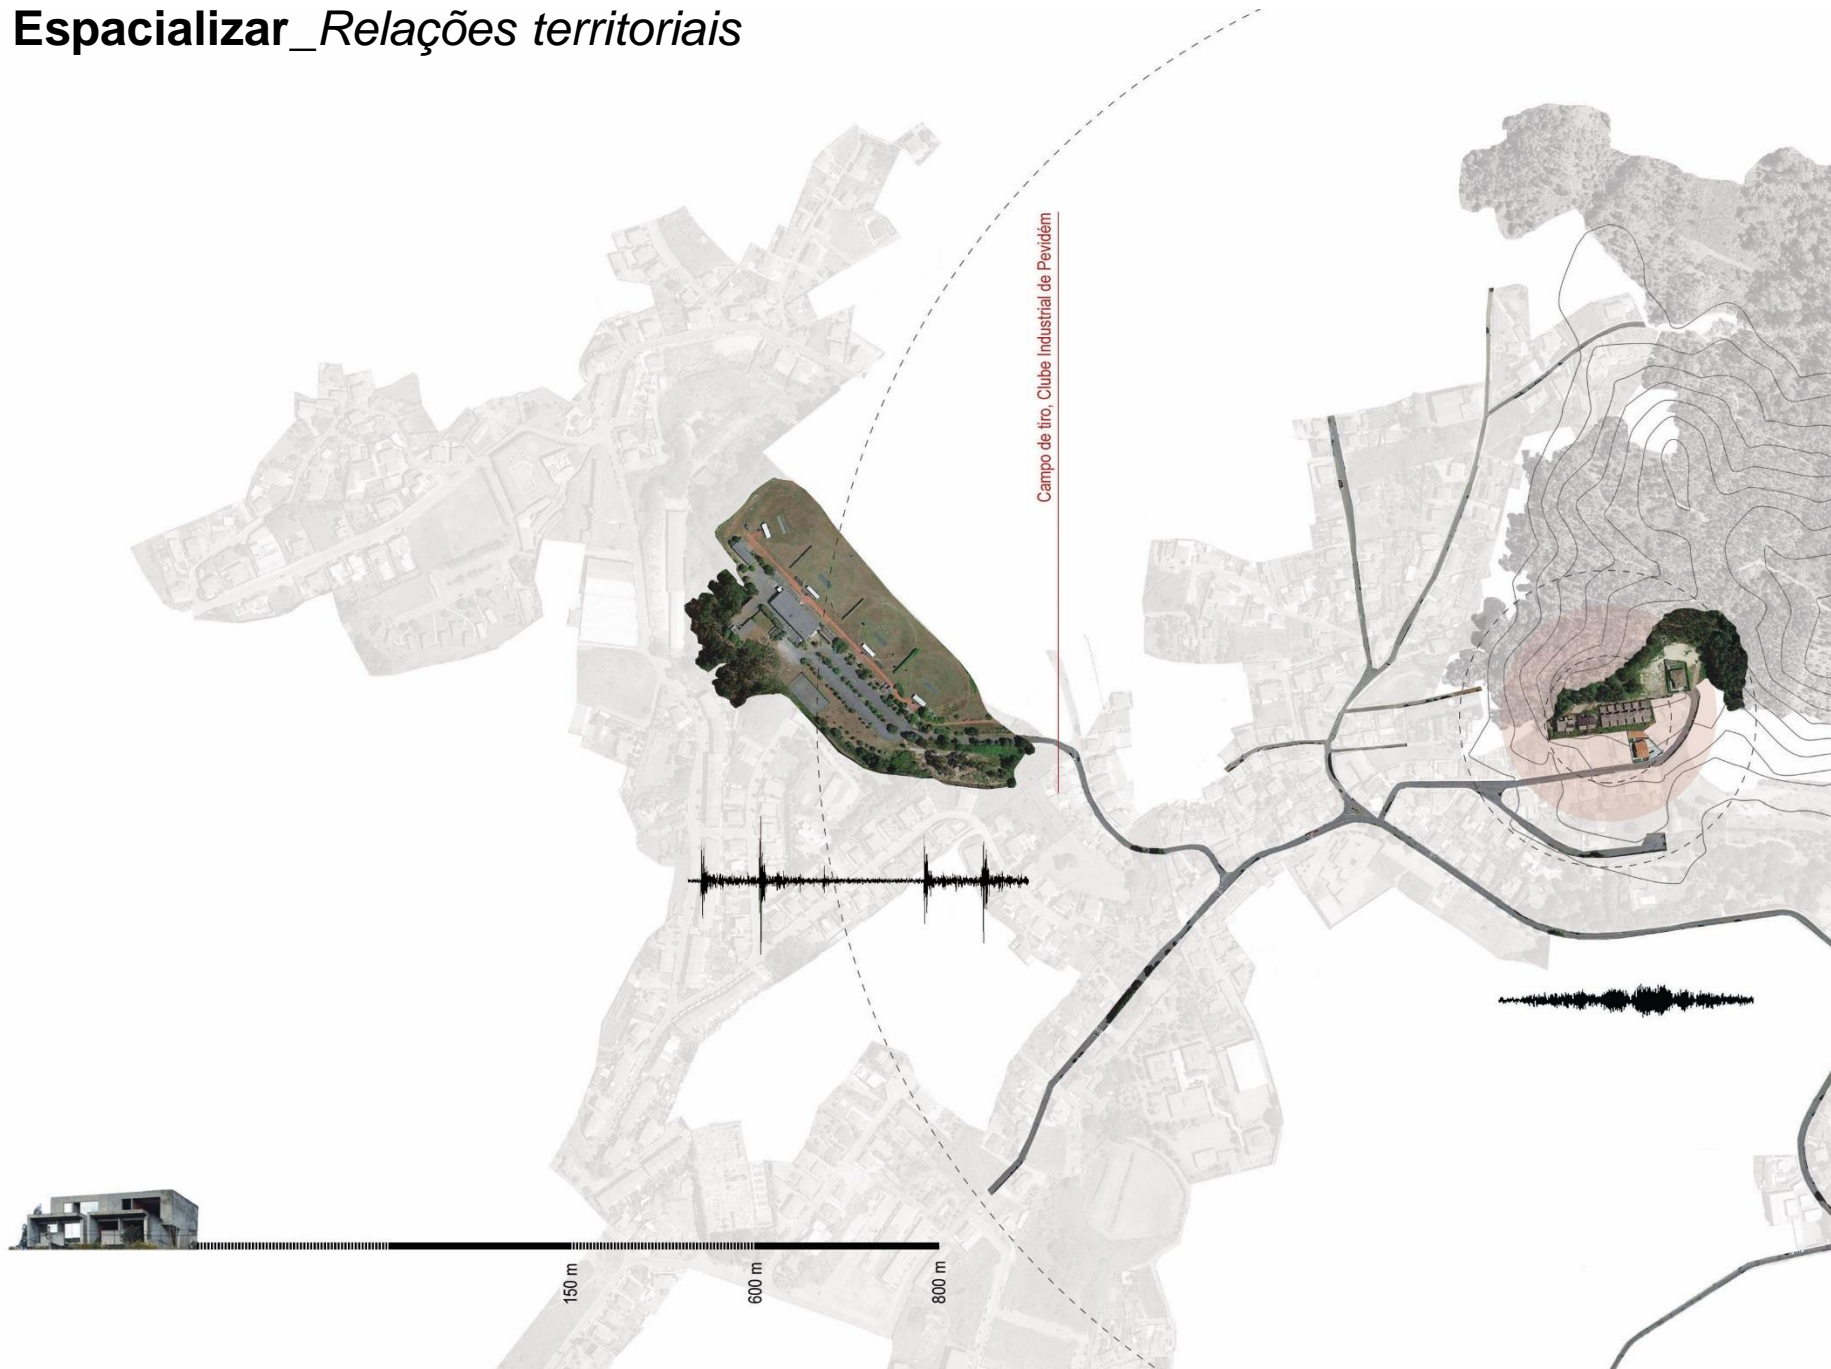 Espacializar_Relações territoriais
Campo de tiro, Clube Industrial de Pevidém
150 m
600 m
800 m